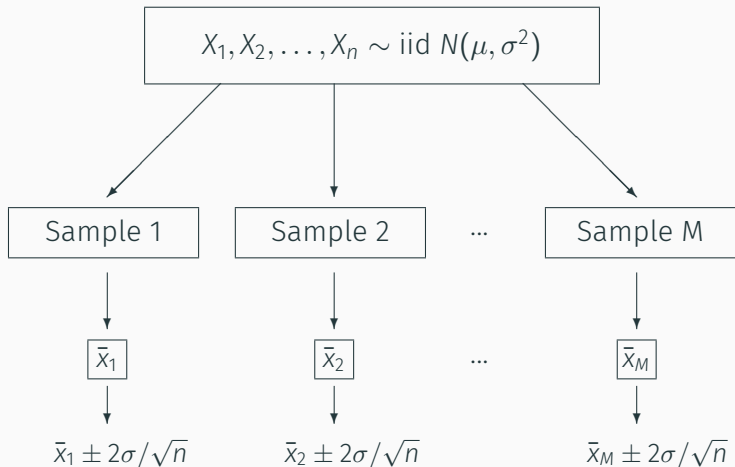 X₁, X₂, . . . , Xₙ ∼ iid N(μ, σ²)
Sample 1 Sample 2 ... Sample M
x̄₁ x̄₂ ... x̄_M
x̄₁ ± 2σ/√n x̄₂ ± 2σ/√n x̄_M ± 2σ/√n